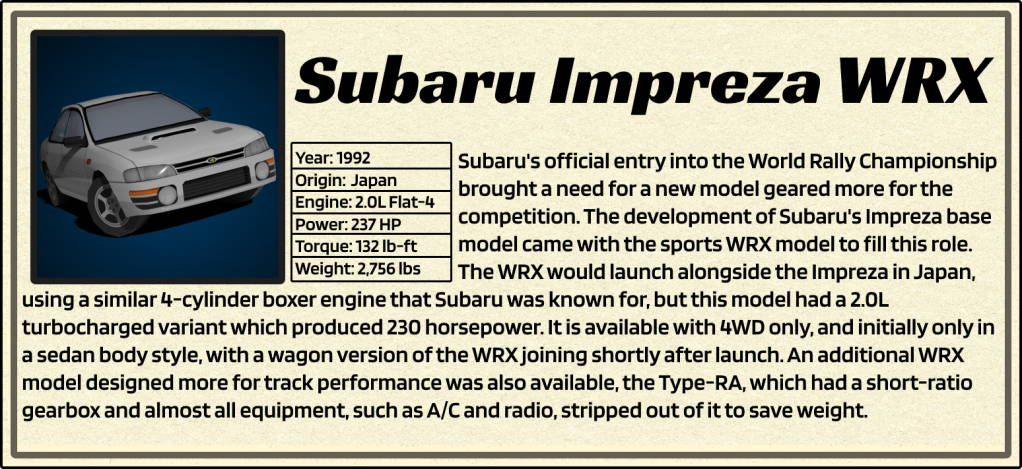 Subaru Impreza WRX
Year: 1992
Origin: Japan
Engine: 2.0L Flat-4
Power: 237 HP
Torque: 132 lb-ft
Weight: 2,756 lbs
Subaru's official entry into the World Rally Championship
brought a need for a new model geared more for the
competition. The development of Subaru's Impreza base
model came with the sports WRX model to fill this role.
The WRX would launch alongside the Impreza in Japan,
using a similar 4-cylinder boxer engine that Subaru was known for, but this model had a 2.0L
turbocharged variant which produced 230 horsepower. It is available with 4WD only, and initially only in
a sedan body style, with a wagon version of the WRX joining shortly after launch. An additional WRX
model designed more for track performance was also available, the Type-RA, which had a short-ratio
gearbox and almost all equipment, such as A/C and radio, stripped out of it to save weight.